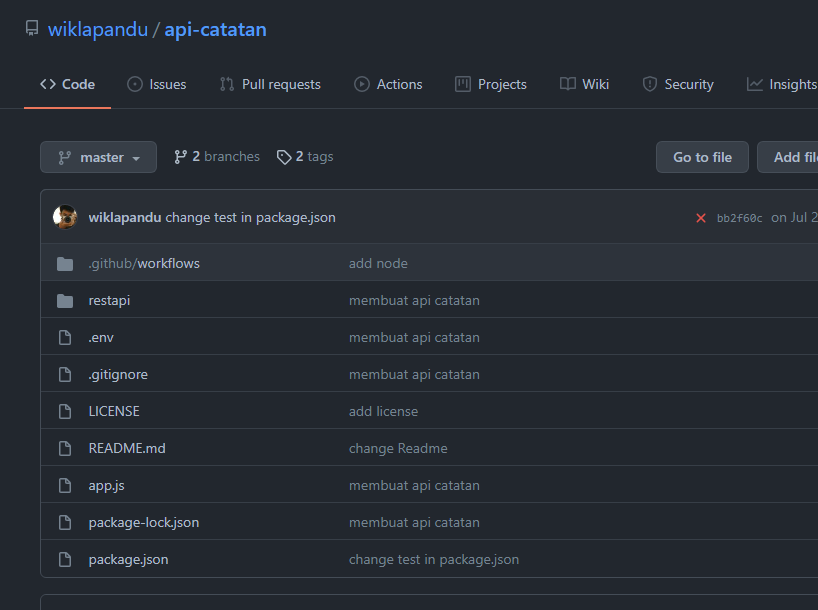 wiklapandu / api-catatan
Code Issues Pull requests Actions Projects Wiki Security Insights
master 2 branches 2 tags Go to file Add fil
wiklapandu change test in package.json bb2f60c on Jul 2
.github/workflows add node
restapi membuat api catatan
.env membuat api catatan
.gitignore membuat api catatan
LICENSE add license
README.md change Readme
app.js membuat api catatan
package-lock.json membuat api catatan
package.json change test in package.json